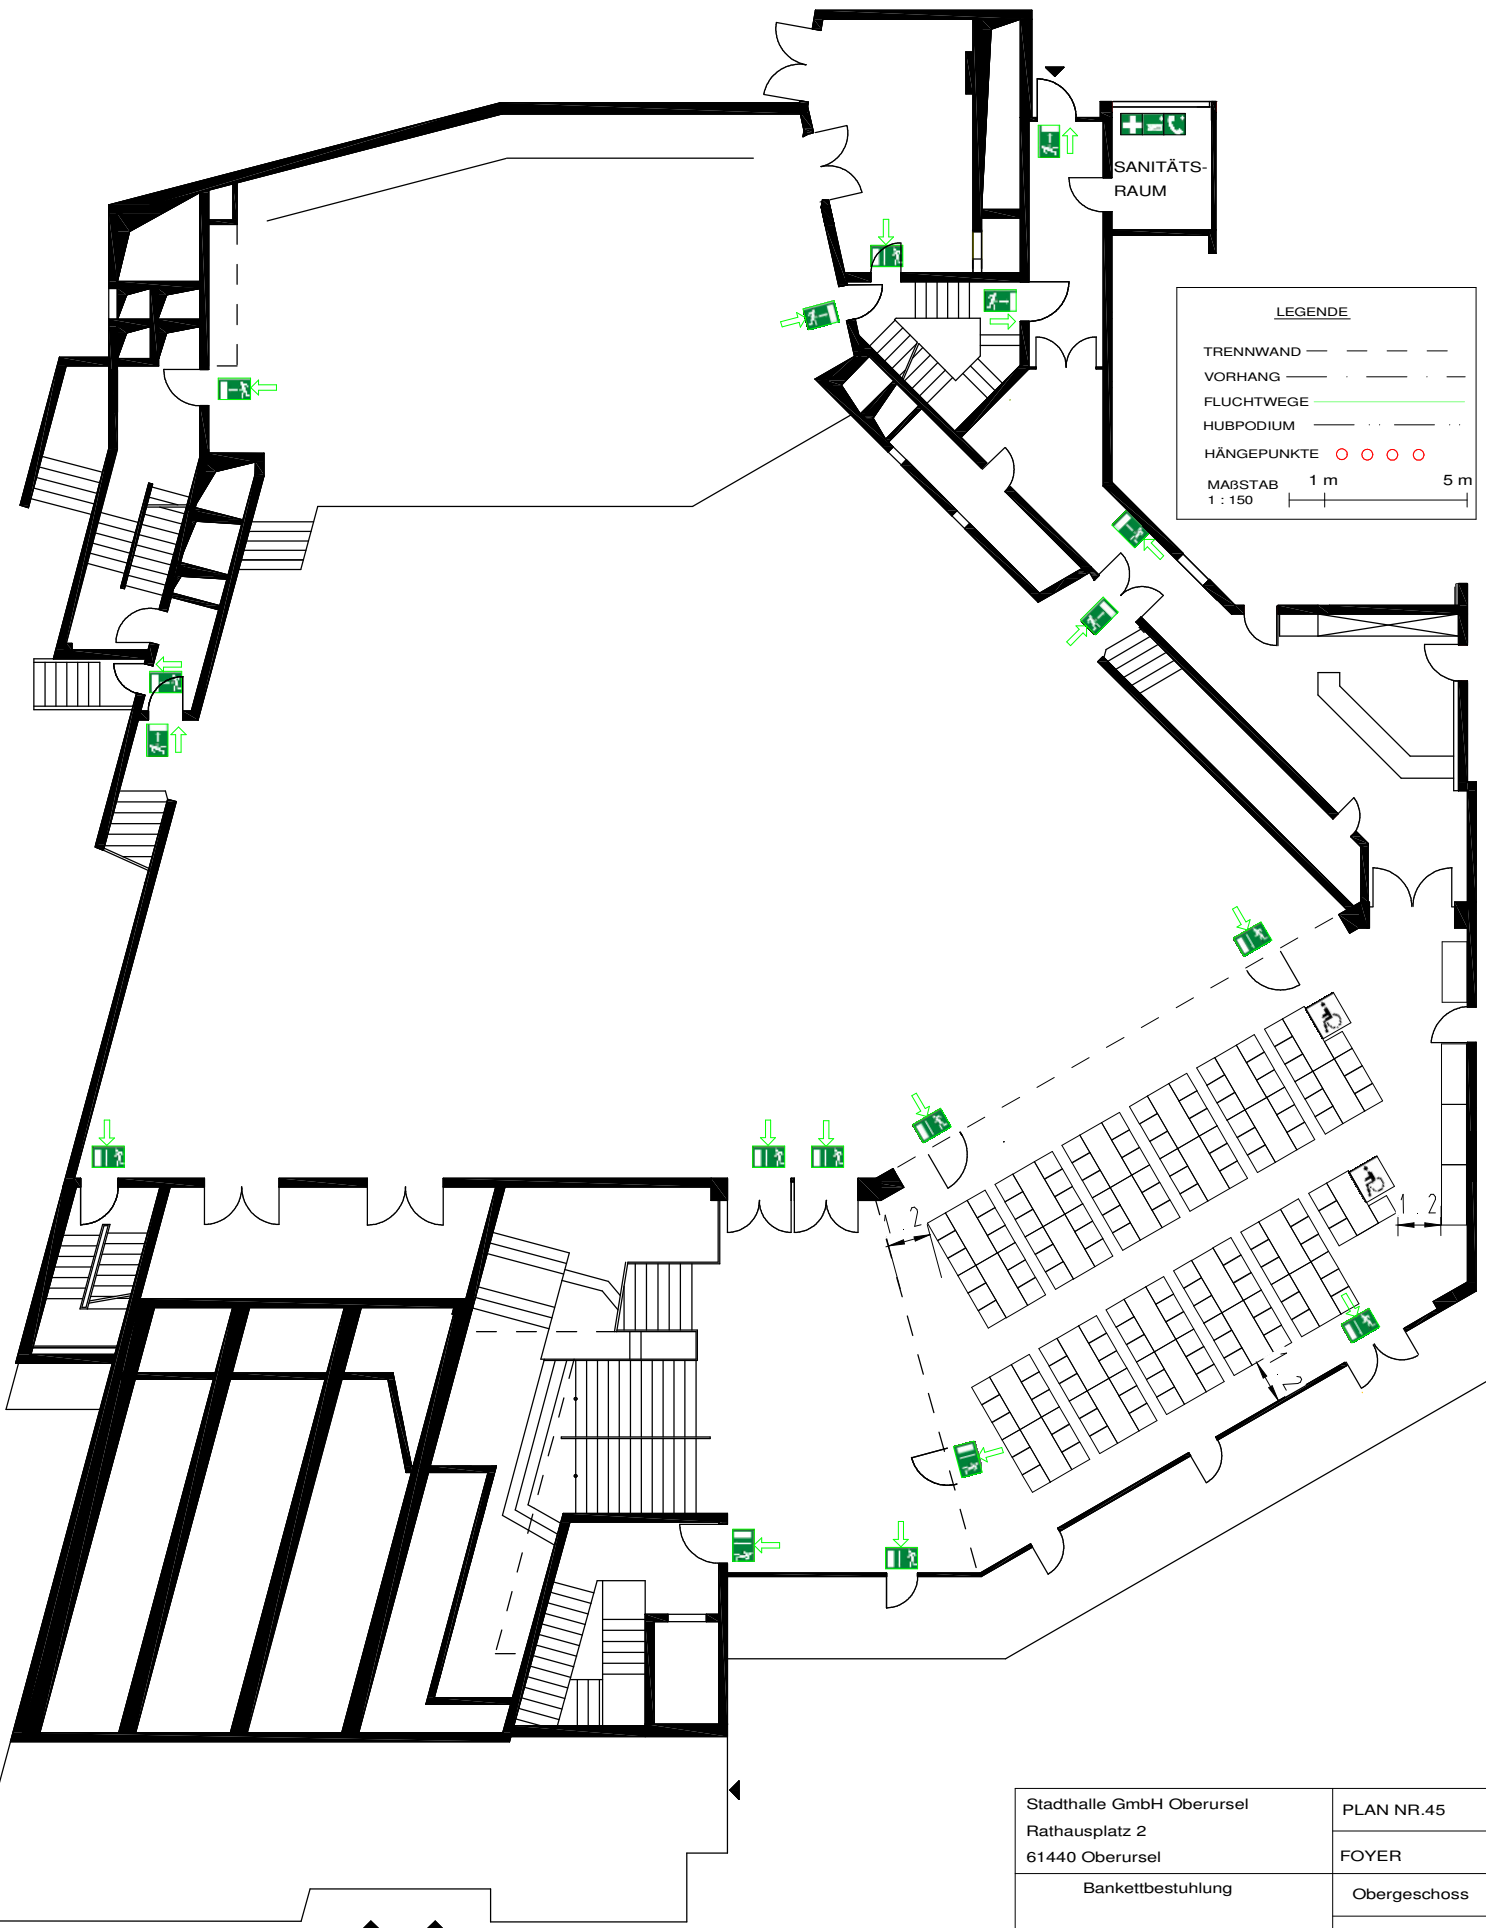 SANITÄTS-
RAUM
LEGENDE
TRENNWAND
VORHANG
FLUCHTWEGE
HUBPODIUM
HÄNGEPUNKTE
MAßSTAB
1 : 150
1 m
5 m
1.2
1.2
1.2
Stadthalle GmbH Oberursel
Rathausplatz 2
61440 Oberursel
PLAN NR.45
FOYER
Bankettbestuhlung
Obergeschoss